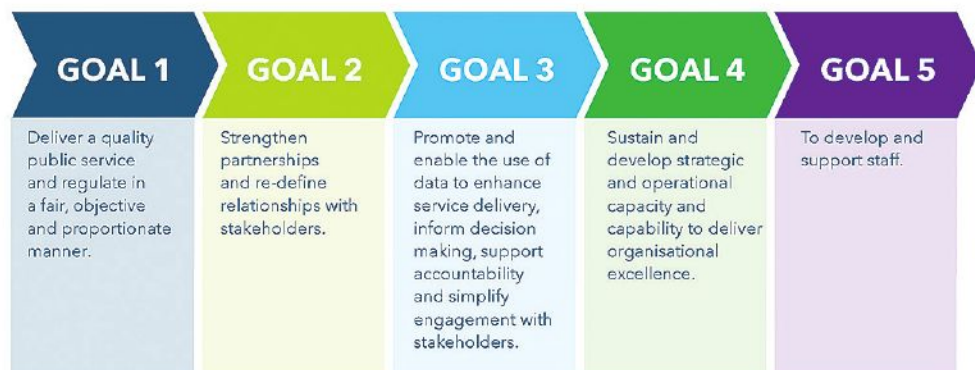 GOAL 1
Deliver a quality
public service
and regulate in
a fair, objective
and proportionate
manner.
GOAL 2
Strengthen
partnerships
and re-define
relationships with
stakeholders.
GOAL 3
Promote and
enable the use of
data to enhance
service delivery,
inform decision
making, support
accountability
and simplify
engagement with
stakeholders.
GOAL 4
Sustain and
develop strategic
and operational
capacity and
capability to deliver
organisational
excellence.
GOAL 5
To develop and
support staff.